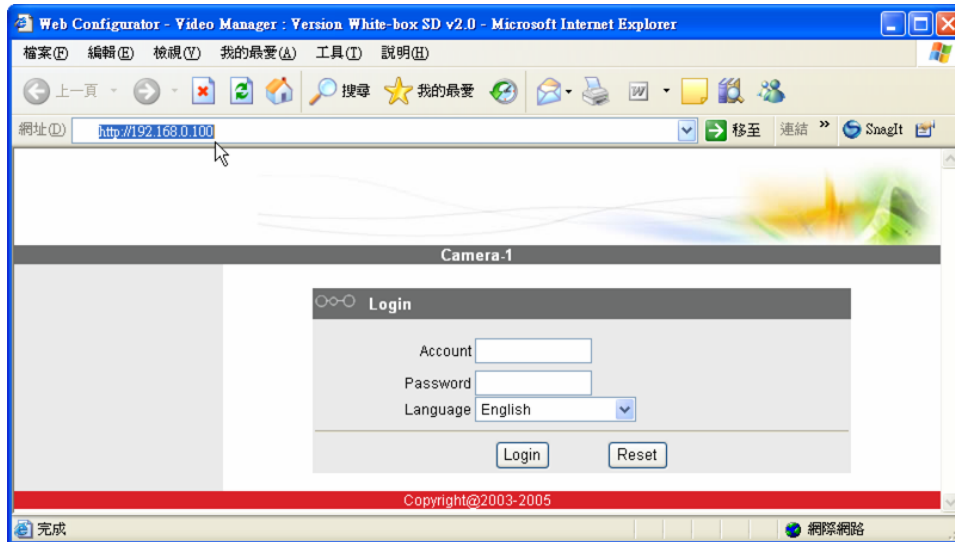 Web Configurator - Video Manager : Version White-box SD v2.0 - Microsoft Internet Explorer
檔案(F) 編輯(E) 檢視(V) 我的最愛(A) 工具(T) 說明(H)
上一頁 搜尋 我的最愛
網址(D) http://192.168.0.100 移至 連結 » SnagIt
Camera-1
Login
Account
Password
Language English
Login Reset
Copyright@2003-2005
完成 網際網路